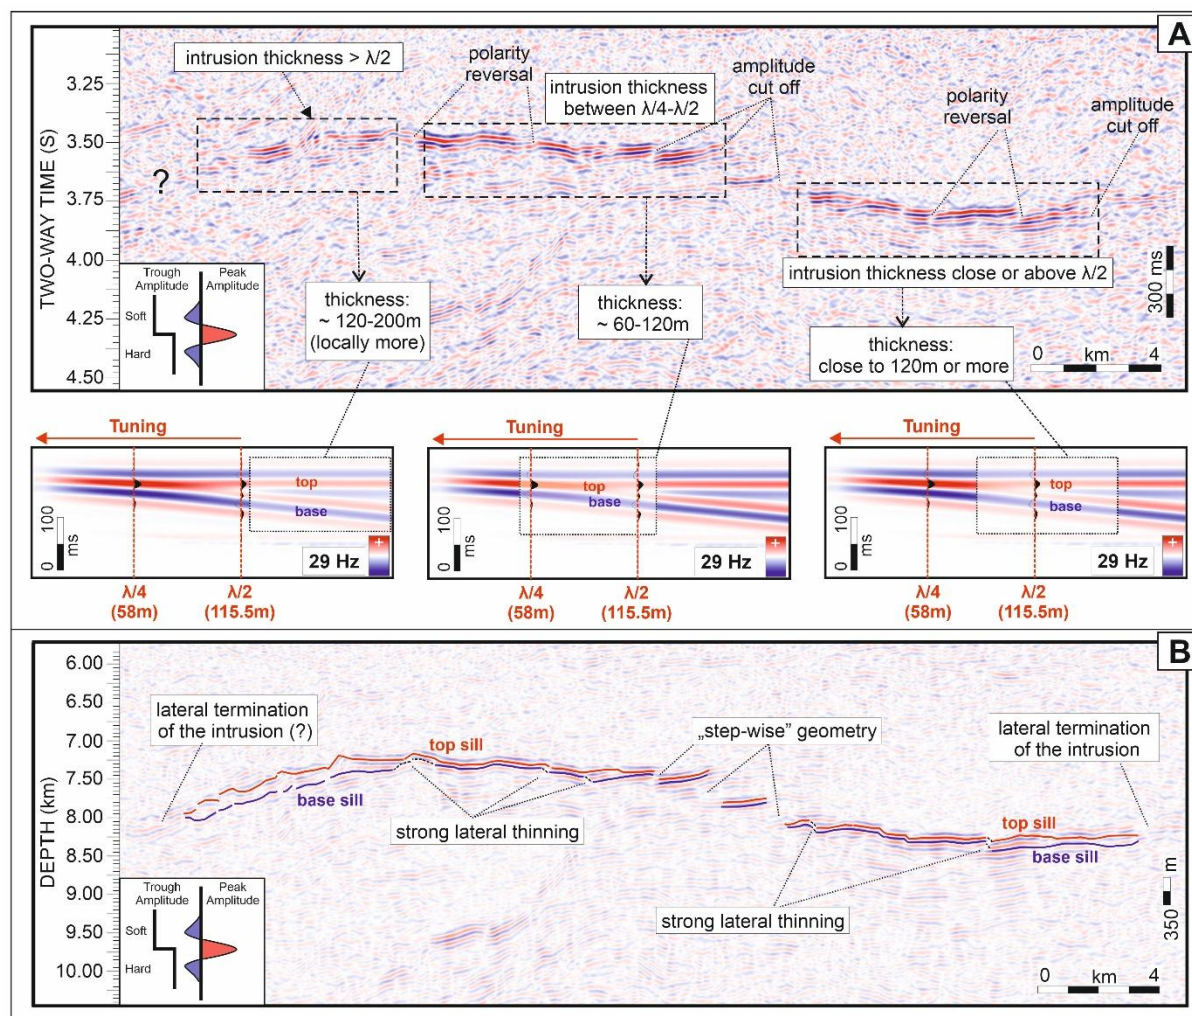 A
intrusion thickness > λ/2
polarity
reversal
intrusion thickness
between λ/4-λ/2
amplitude
cut off
polarity
reversal
amplitude
cut off
TWO-WAY TIME (S)
3.25
3.50
3.75
4.00
4.25
4.50
?
Trough
Amplitude
Peak
Amplitude
Soft
Hard
thickness:
~ 120-200m
(locally more)
thickness:
~ 60-120m
intrusion thickness close or above λ/2
thickness:
close to 120m or more
300 ms
0 km 4
Tuning
top
base
100
0
ms
29 Hz
+
λ/4
(58m)
λ/2
(115.5m)
Tuning
top
base
100
0
ms
29 Hz
+
λ/4
(58m)
λ/2
(115.5m)
Tuning
top
base
100
0
ms
29 Hz
+
λ/4
(58m)
λ/2
(115.5m)
B
DEPTH (km)
6.00
6.50
7.00
7.50
8.00
8.50
9.00
9.50
10.00
lateral termination
of the intrusion (?)
top sill
base sill
„step-wise” geometry
lateral termination
of the intrusion
strong lateral thinning
top sill
base sill
strong lateral thinning
Trough
Amplitude
Peak
Amplitude
Soft
Hard
350 m
0 km 4